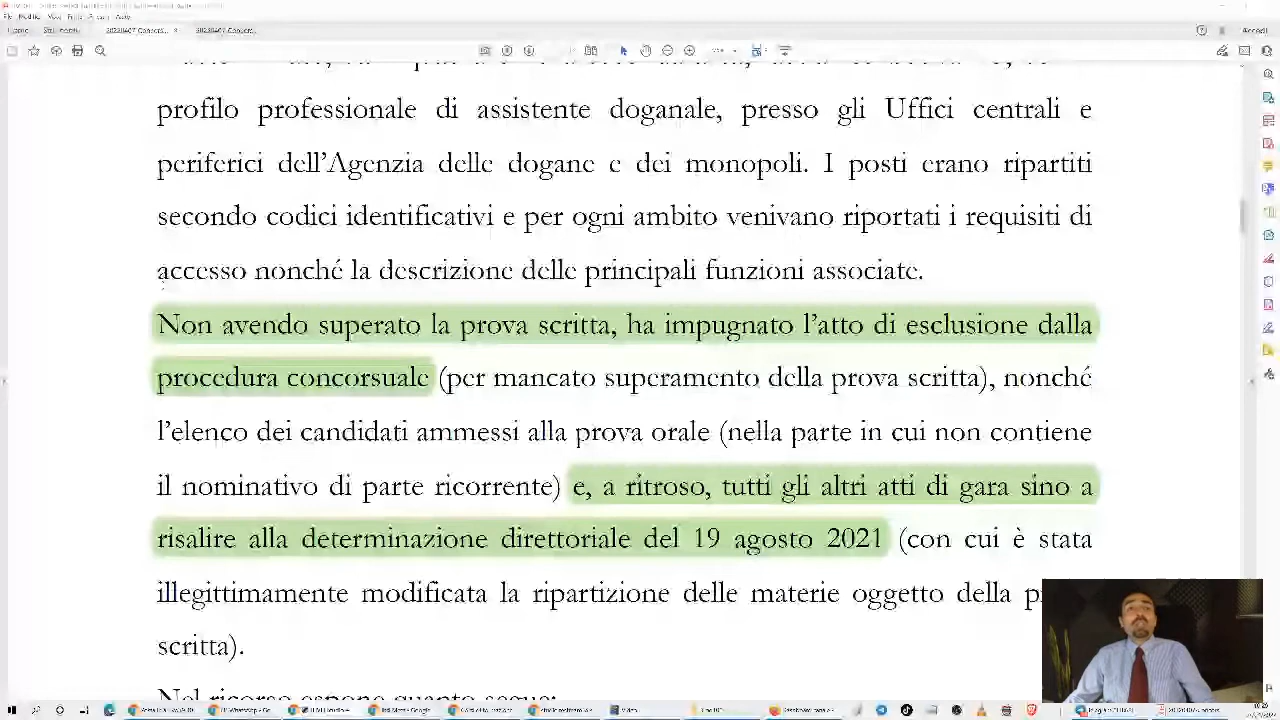 profilo professionale di assistente doganale, presso gli Uffici centrali e
periferici dell'Agenzia delle dogane e dei monopoli. I posti erano ripartiti
secondo codici identificativi e per ogni ambito venivano riportati i requisiti di
accesso nonché la descrizione delle principali funzioni associate.
Non avendo superato la prova scritta, ha impugnato l'atto di esclusione dalla
procedura concorsuale (per mancato superamento della prova scritta), nonché
l'elenco dei candidati ammessi alla prova orale (nella parte in cui non contiene
il nominativo di parte ricorrente) e, a ritroso, tutti gli altri atti di gara sino a
risalire alla determinazione direttoriale del 19 agosto 2021 (con cui è stata
illegittimamente modificata la ripartizione delle materie oggetto della
scritta).
Nel ricorso espone quanto segue: